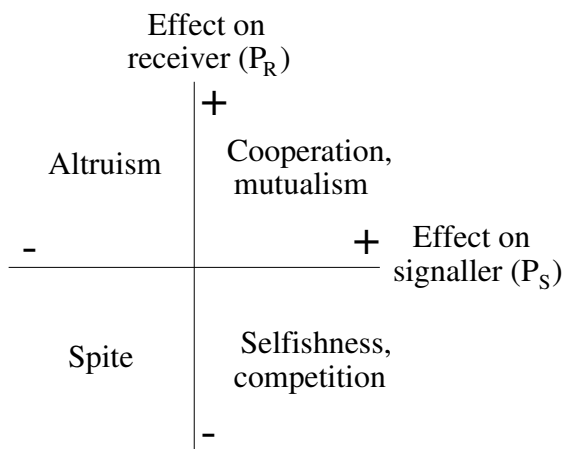 Effect on
receiver (P_R)
+
Altruism
Cooperation,
mutualism
-
+
Effect on
signaller (P_S)
Spite
Selfishness,
competition
-